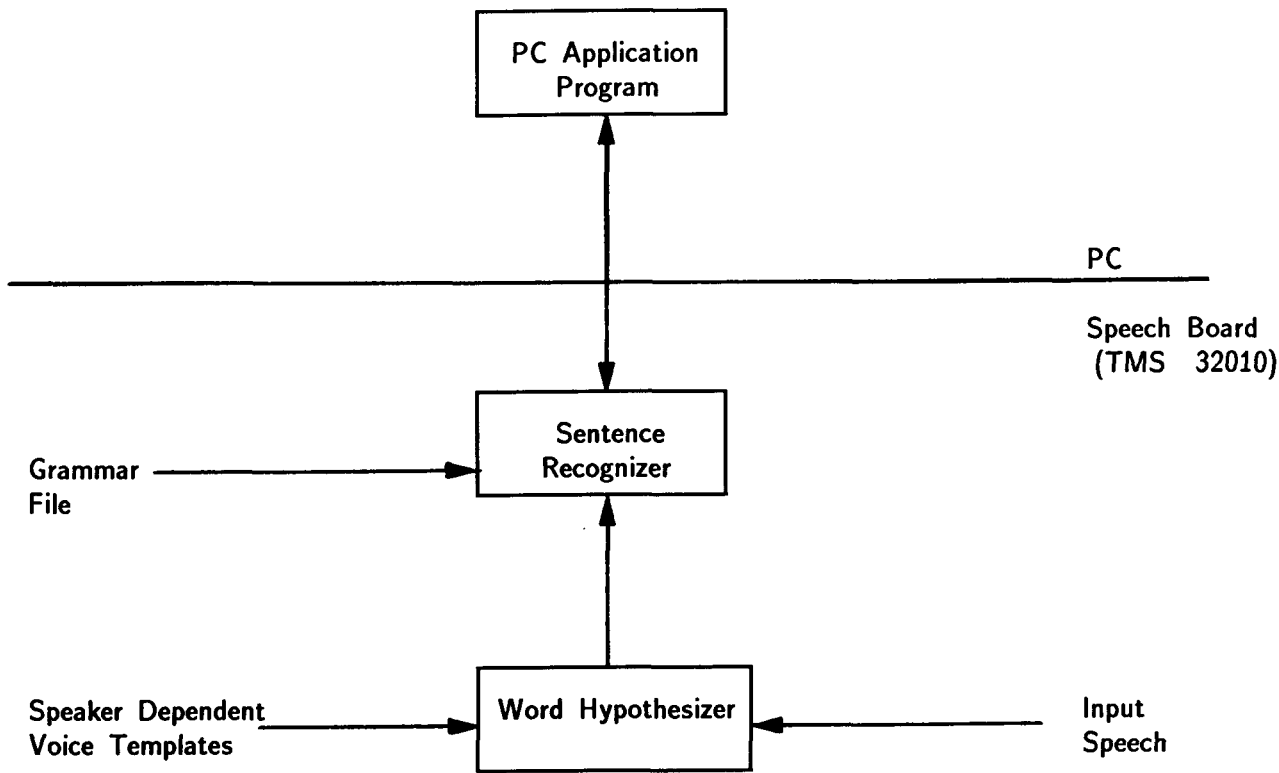 PC Application
Program
PC
Speech Board
(TMS 32010)
Sentence
Recognizer
Grammar
File
Word Hypothesizer
Speaker Dependent
Voice Templates
Input
Speech